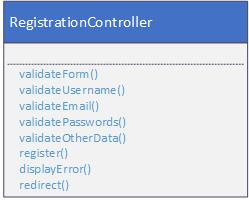 RegistrationController
validateForm()
validateUsername()
validateEmail()
validatePasswords()
validateOtherData()
register()
displayError()
redirect()